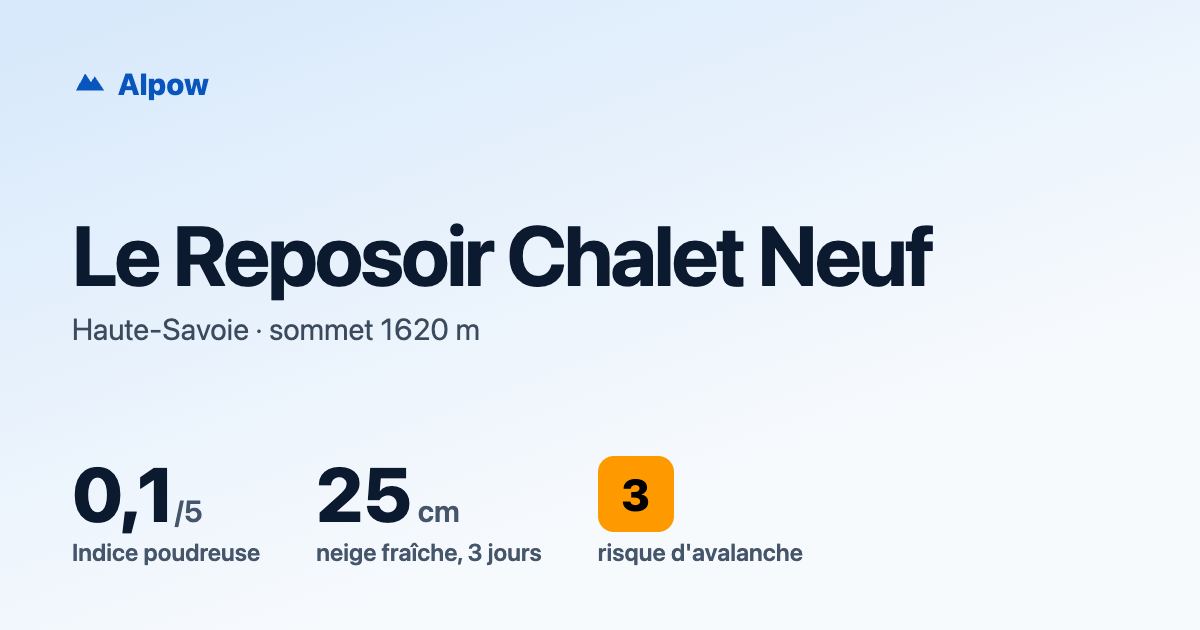 Alpow
Le Reposoir Chalet Neuf
Haute-Savoie · sommet 1620 m
0,1/5
Indice poudreuse
25 cm
neige fraîche, 3 jours
3
risque d'avalanche